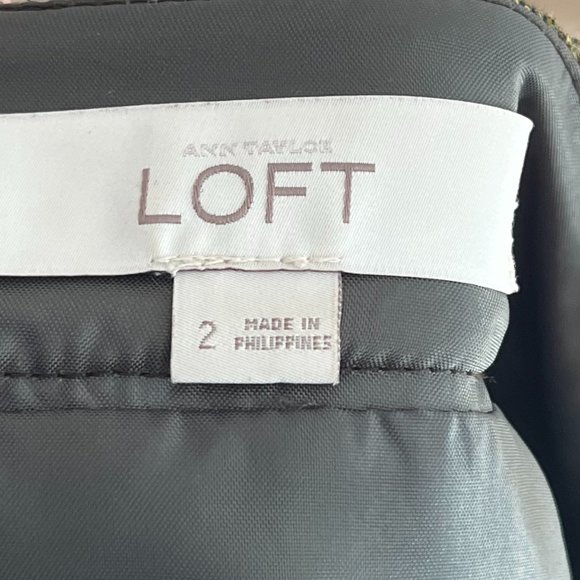 ANN TAYLOR
LOFT
2
MADE IN
PHILIPPINES